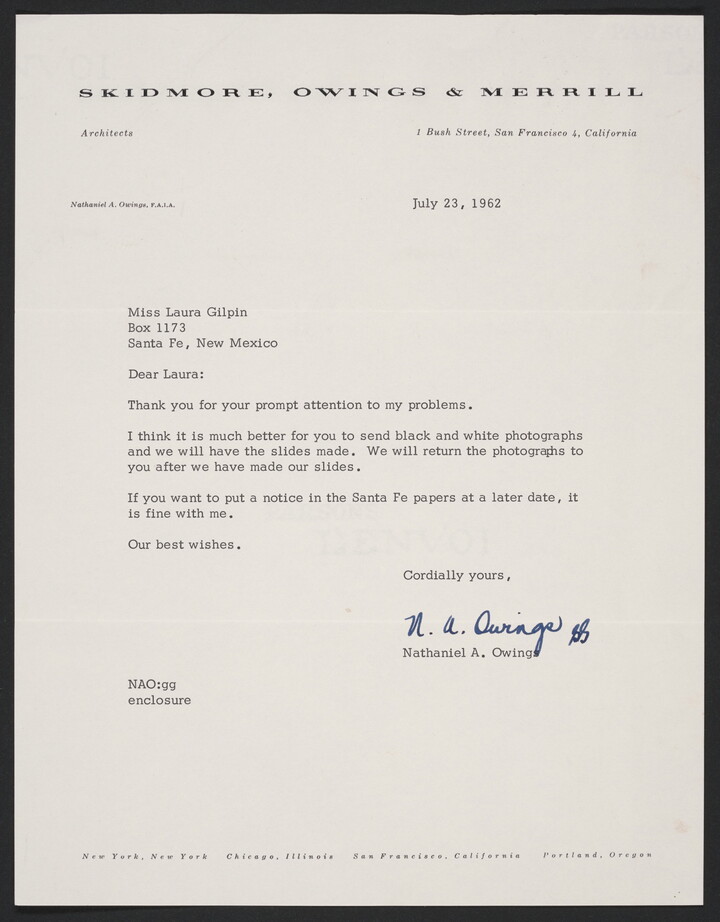 SKIDMORE, OWINGS & MERRILL
Architects
1 Bush Street, San Francisco 4, California
Nathaniel A. Owings, F.A.I.A.
July 23, 1962
Miss Laura Gilpin
Box 1173
Santa Fe, New Mexico
Dear Laura:
Thank you for your prompt attention to my problems.
I think it is much better for you to send black and white photographs
and we will have the slides made. We will return the photographs to
you after we have made our slides.
If you want to put a notice in the Santa Fe papers at a later date, it
is fine with me.
Our best wishes.
Cordially yours,
N. A. Owings
Nathaniel A. Owings
NAO:gg
enclosure
New York, New York Chicago, Illinois San Francisco, California Portland, Oregon